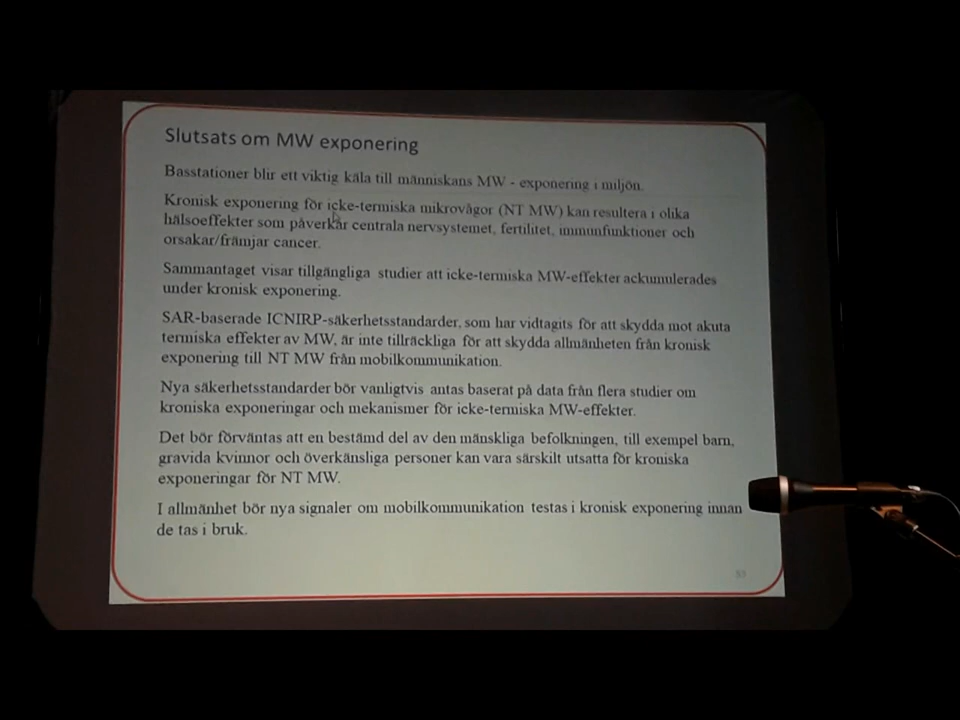 Slutsats om MW exponering
Basstationer blir ett viktig käla till människans MW - exponering i miljön.
Kronisk exponering för icke-termiska mikrovågor (NT MW) kan resultera i olika
hälsoeffekter som påverkar centrala nervsystemet, fertilitet, immunfunktioner och
orsakar/främjar cancer.
Sammantaget visar tillgängliga studier att icke-termiska MW-effekter ackumulerades
under kronisk exponering.
SAR-baserade ICNIRP-säkerhetsstandarder, som har vidtagits för att skydda mot akuta
termiska effekter av MW, är inte tillräckliga för att skydda allmänheten från kronisk
exponering till NT MW från mobilkommunikation.
Nya säkerhetsstandarder bör vanligtvis antas baserat på data från flera studier om
kroniska exponeringar och mekanismer för icke-termiska MW-effekter.
Det bör förväntas att en bestämd del av den mänskliga befolkningen, till exempel barn,
gravida kvinnor och överkänsliga personer kan vara särskilt utsatta för kroniska
exponeringar för NT MW.
I allmänhet bör nya signaler om mobilkommunikation testas i kronisk exponering innan
de tas i bruk.